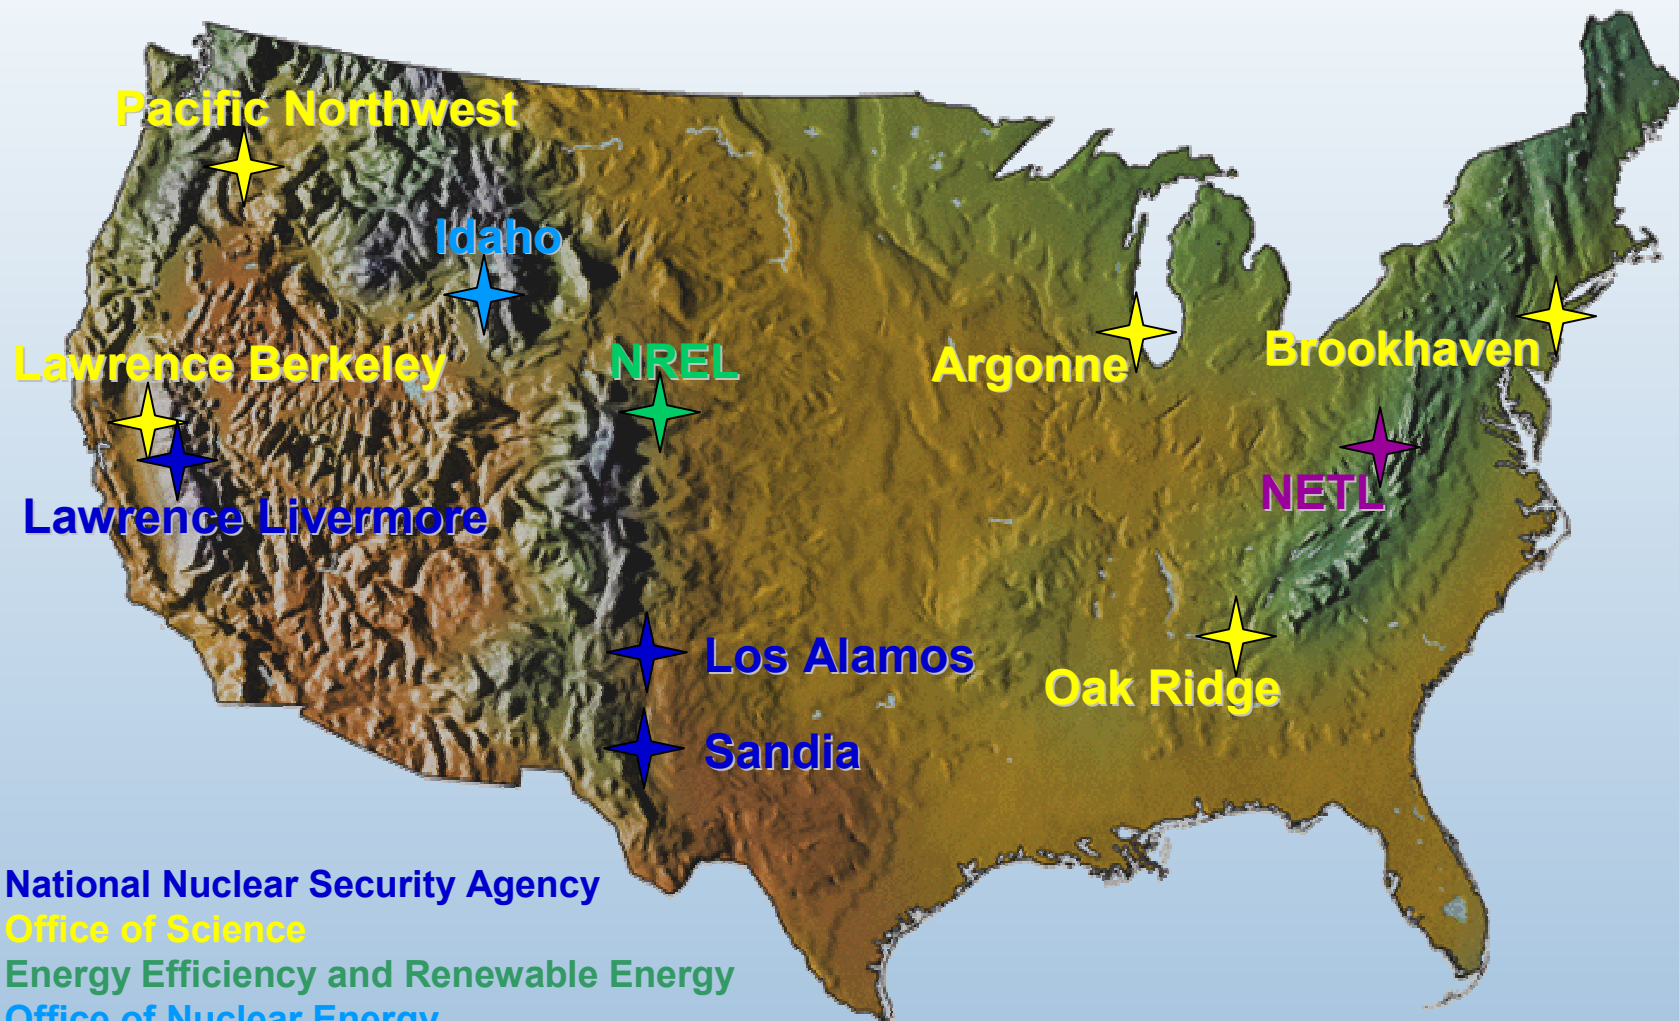 Pacific Northwest
Idaho
Lawrence Berkeley
NREL
Argonne
Brookhaven
NETL
Lawrence Livermore
Los Alamos
Oak Ridge
Sandia
National Nuclear Security Agency
Office of Science
Energy Efficiency and Renewable Energy
Office of Nuclear Energy